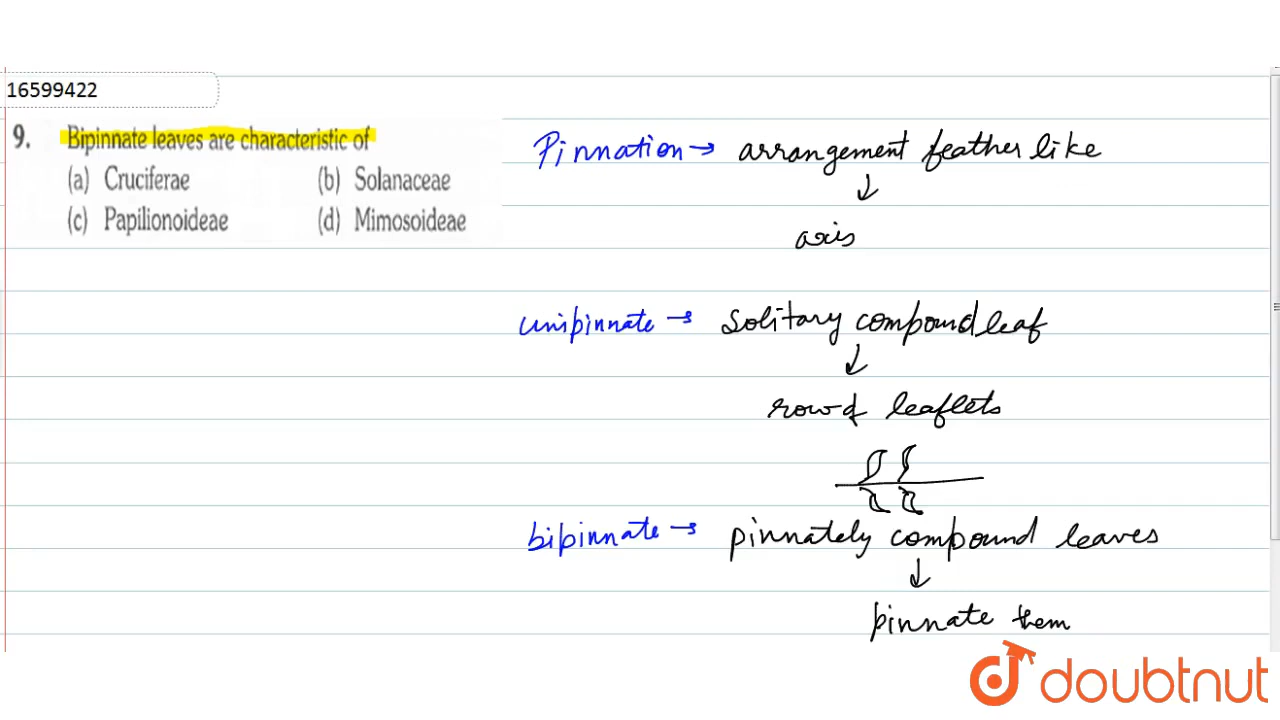 16599422
9. Bipinnate leaves are characteristic of
(a) Cruciferae (b) Solanaceae
(c) Papilionoideae (d) Mimosoideae
Pinnation → arrangement feather like
↓
axis
unipinnate → solitary compound leaf
↓
row of leaflets
bipinnate → pinnately compound leaves
↓
pinnate them
doubtnut